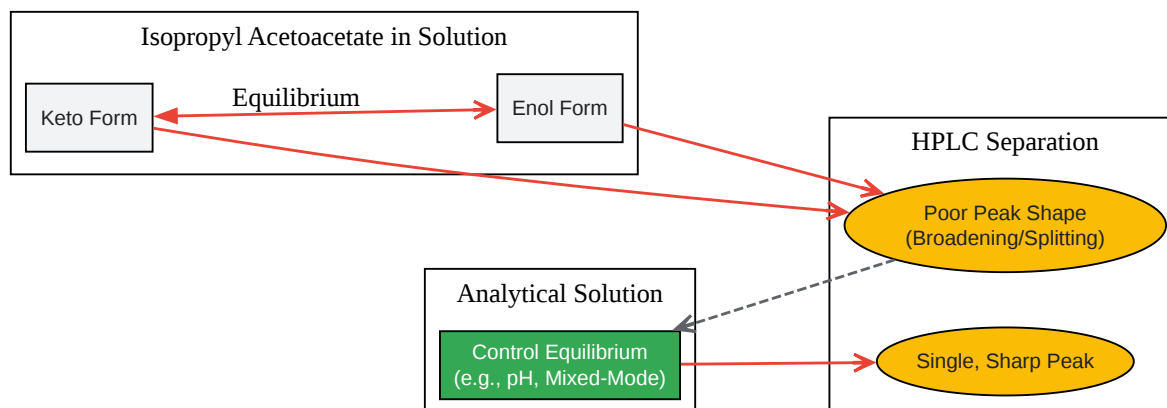 Isopropyl Acetoacetate in Solution
Keto Form
Equilibrium
Enol Form
HPLC Separation
Poor Peak Shape
(Broadening/Splitting)
Analytical Solution
Control Equilibrium
(e.g., pH, Mixed-Mode)
Single, Sharp Peak